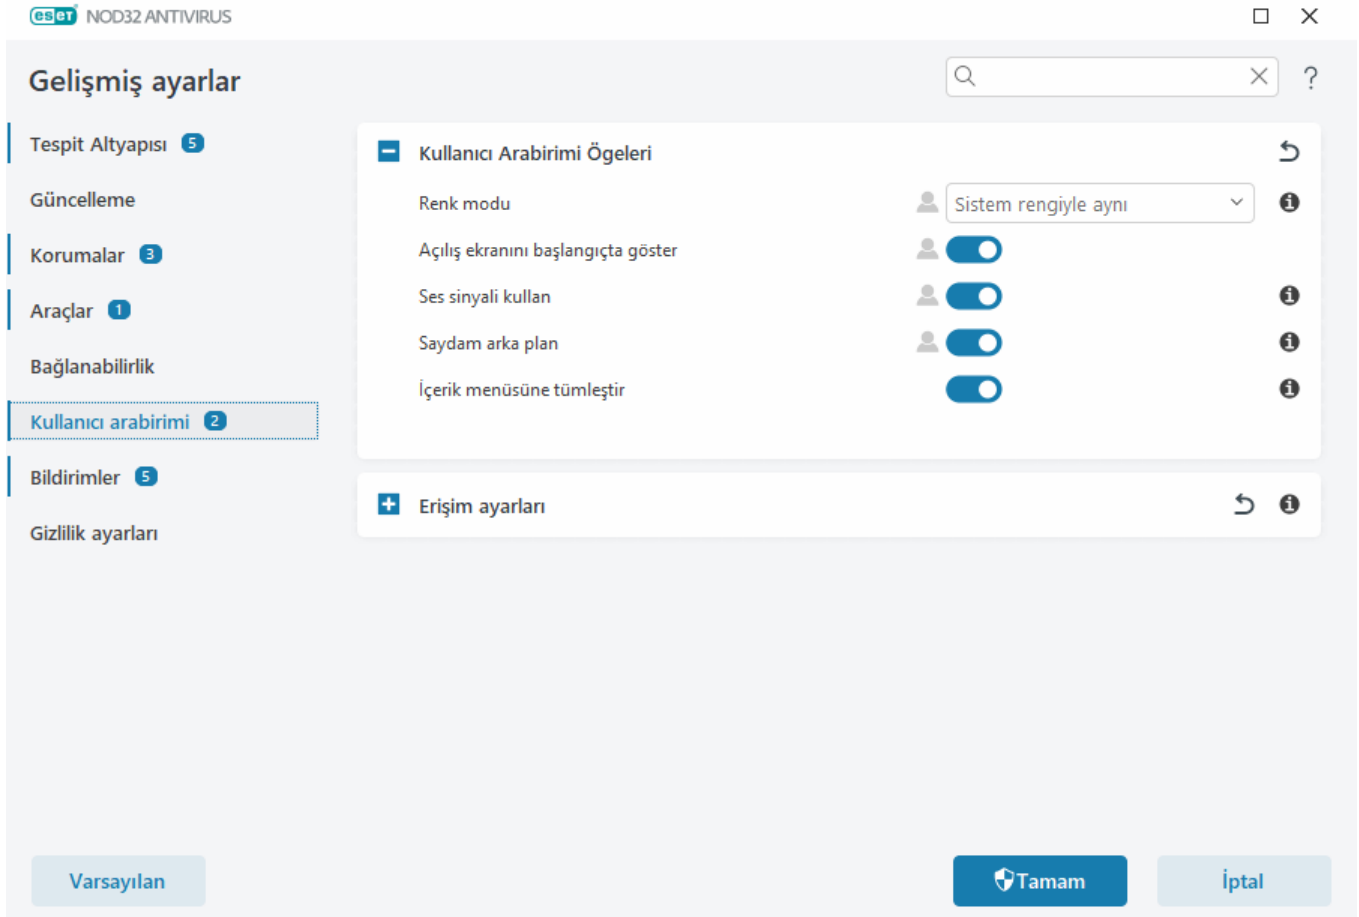 eset NOD32 ANTIVIRUS
Gelişmiş ayarlar
?
Tespit Altyapısı 5
Güncelleme
Korumalar 3
Araçlar 1
Bağlanabilirlik
Kullanıcı arabirimi 2
Bildirimler 5
Gizlilik ayarları
Kullanıcı Arabirimi Ögeleri
Renk modu
Sistem rengiyle aynı
Açılış ekranını başlangıçta göster
Ses sinyali kullan
Saydam arka plan
İçerik menüsüne tümleştir
Erişim ayarları
Varsayılan
Tamam
İptal